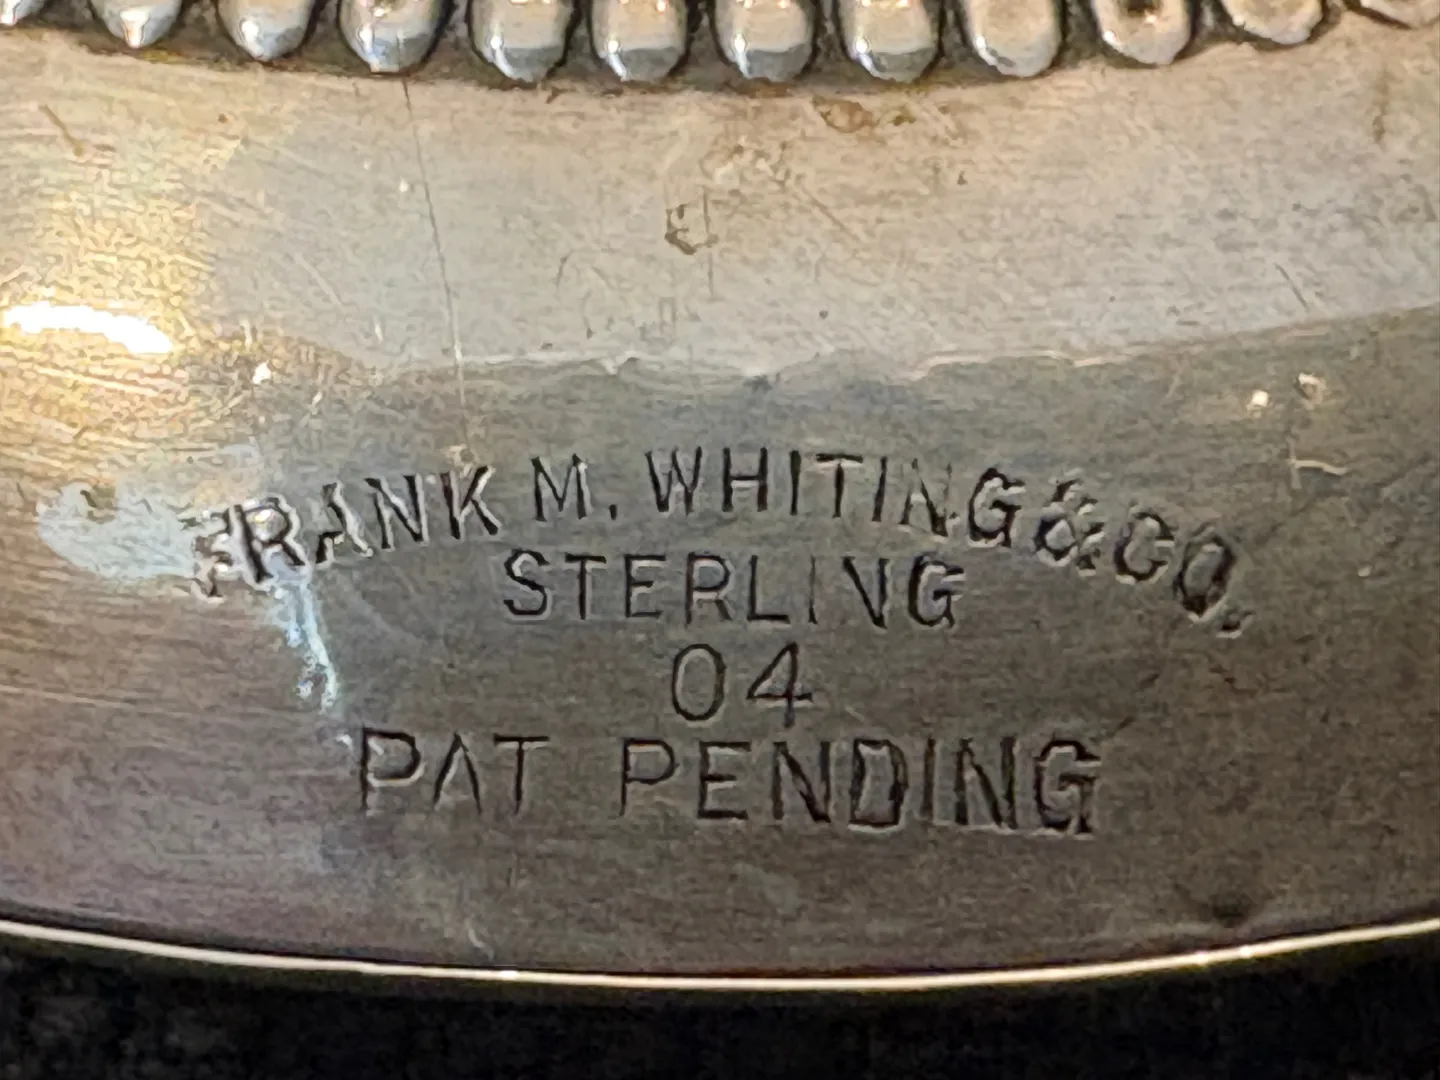 FRANK M. WHITING & CO.
STERLING
04
PAT PENDING